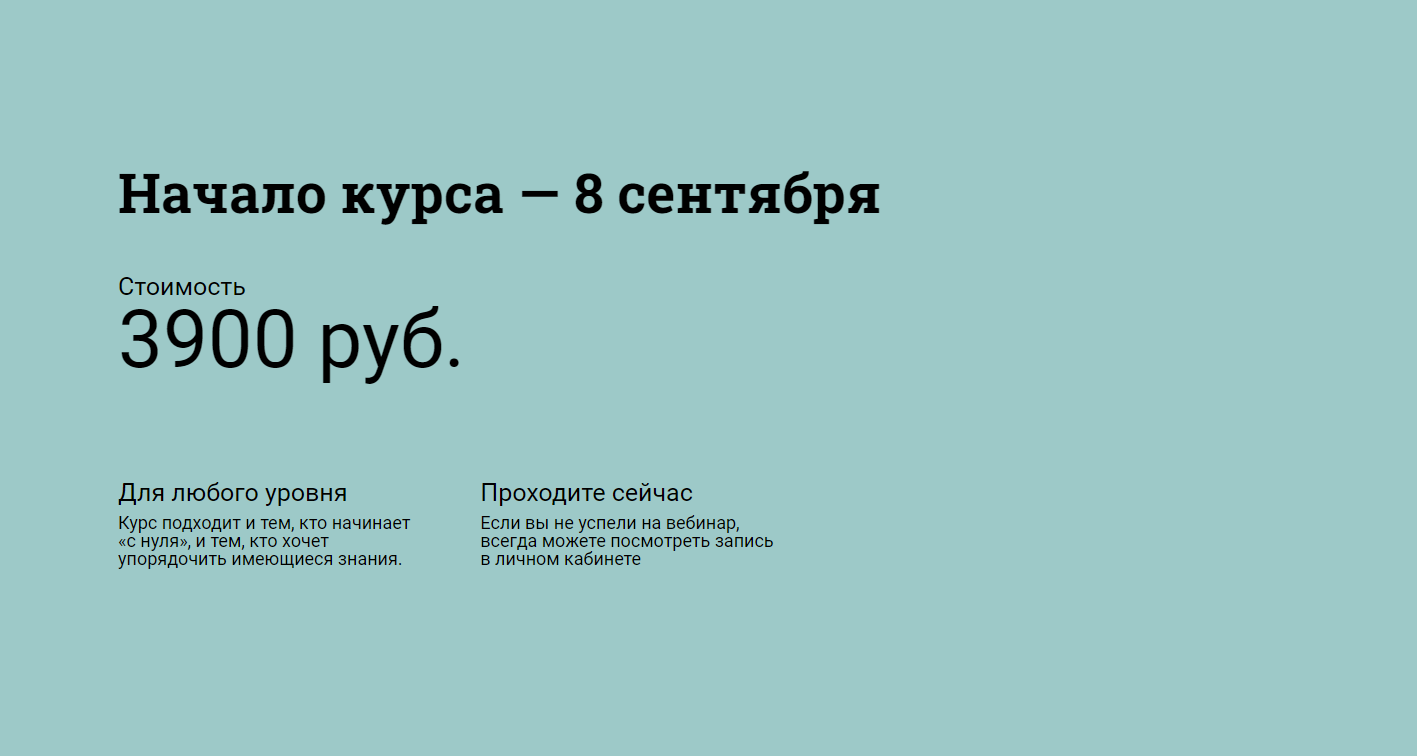 Начало курса — 8 сентября
Стоимость
3900 руб.
Для любого уровня
Курс подходит и тем, кто начинает
«с нуля», и тем, кто хочет
упорядочить имеющиеся знания.
Проходите сейчас
Если вы не успели на вебинар,
всегда можете посмотреть запись
в личном кабинете